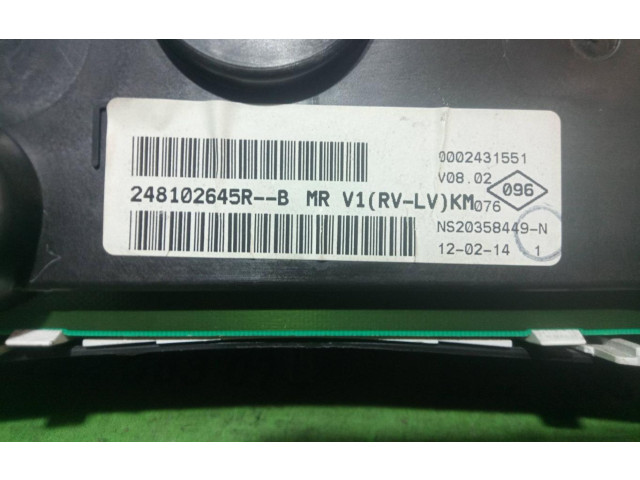 0002431551
V08.02
096
248102645R--B MR V1(RV-LV)KM
076
NS20358449-N
12-02-14 1